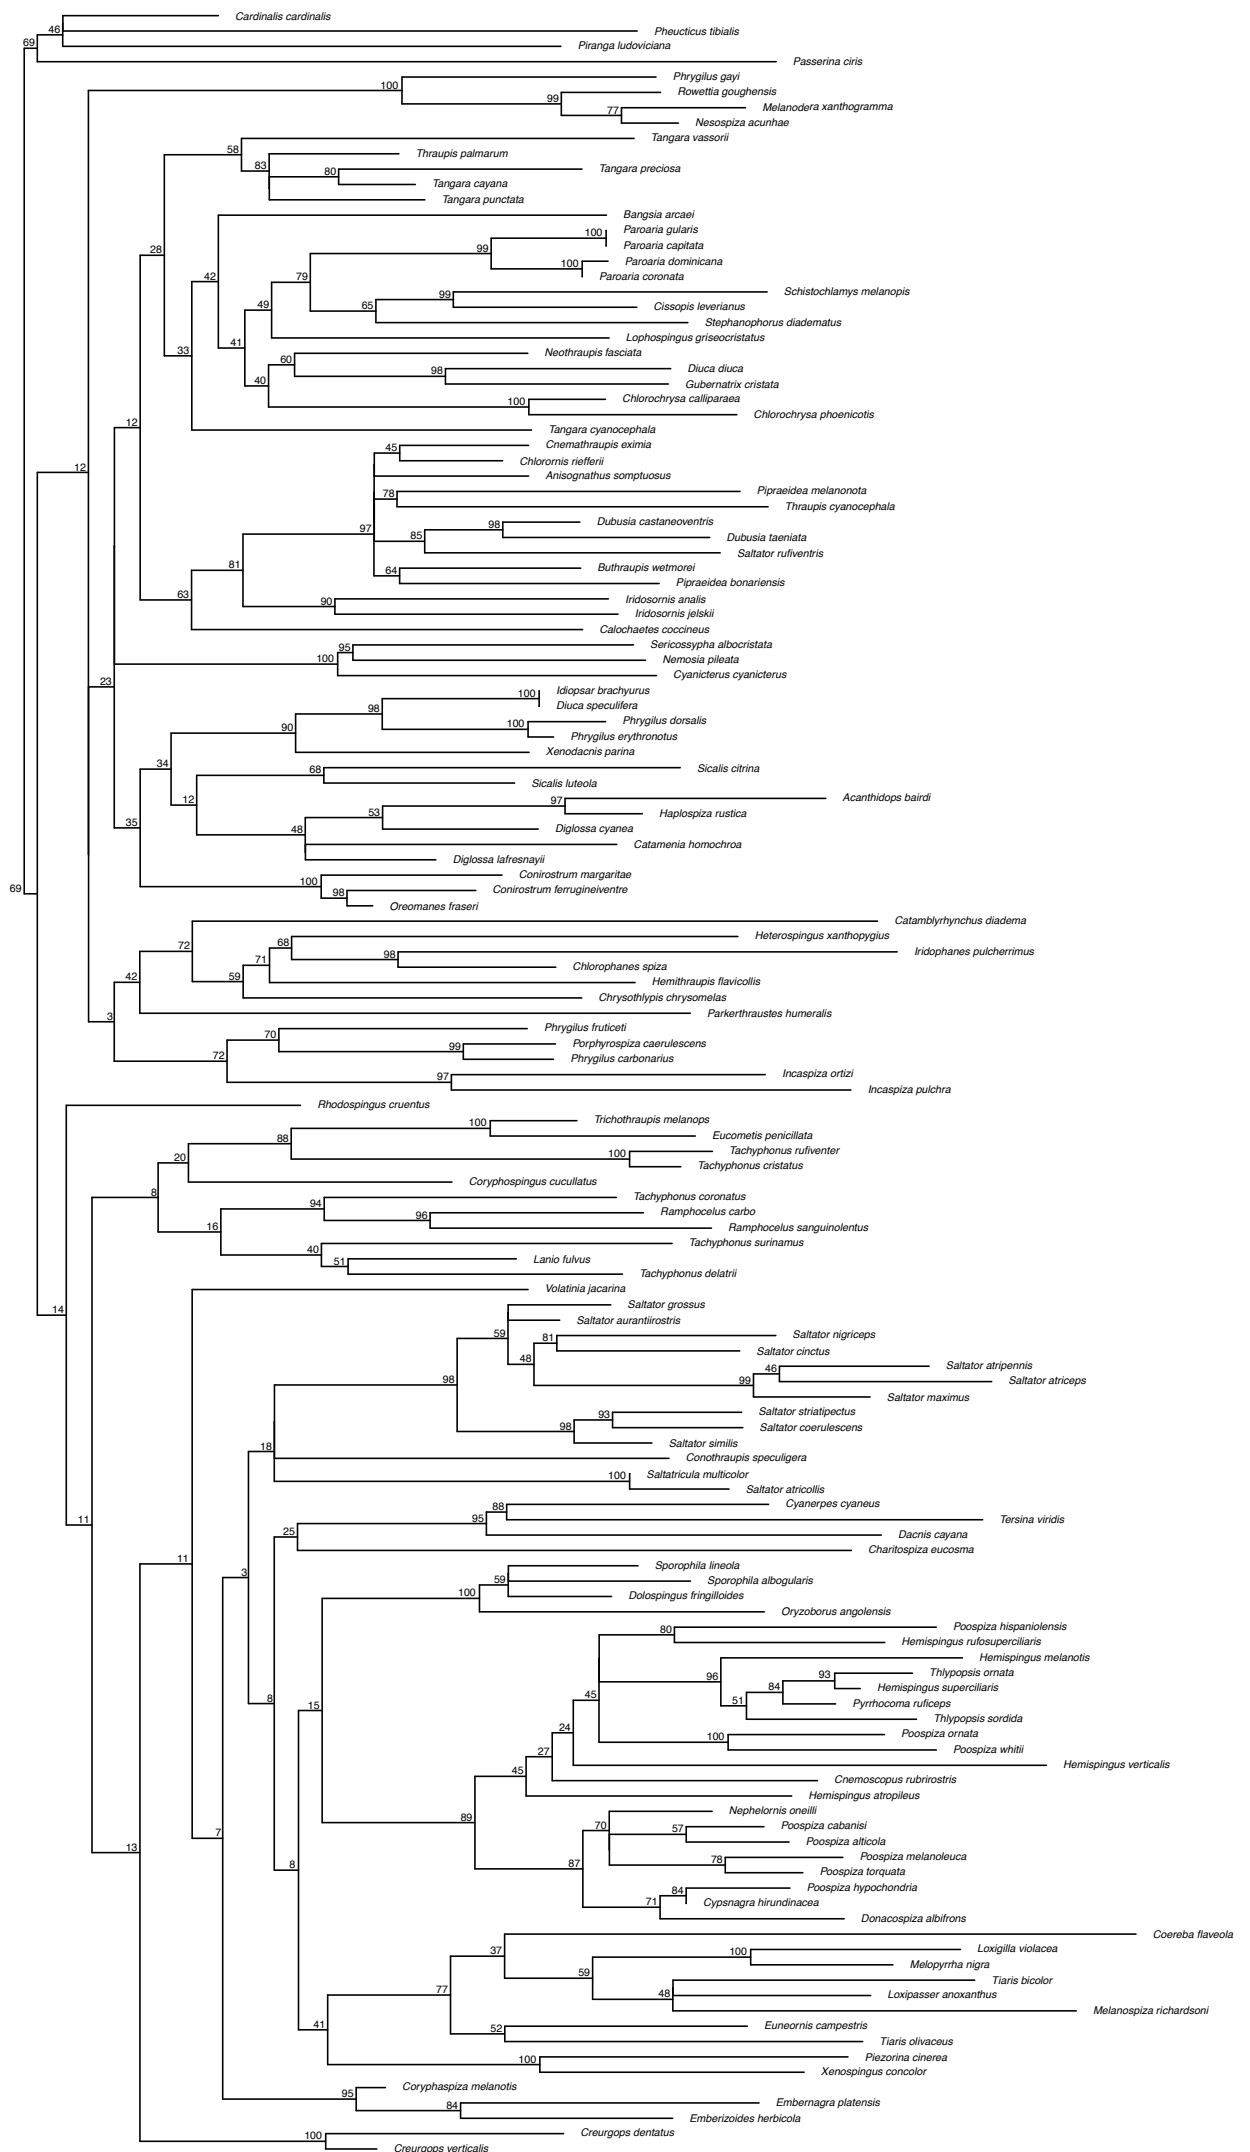 Cardinalis cardinalis
46
Pheucticus tibialis
69
Piranga ludoviciana
Passerina ciris
Phrygilus gayi
100
Rowettia goughensis
99
Melanodera xanthogramma
77
Nesospiza acunhae
Tangara vassorii
58
Thraupis palmarum
83
Tangara preciosa
80
Tangara cayana
Tangara punctata
Bangsia arcaei
Paroaria gularis
100
Paroaria capitata
28
99
Paroaria dominicana
100
Paroaria coronata
42
79
Schistochlamys melanopis
99
Cissopis leverianus
49
65
Stephanophorus diadematus
Lophospingus griseocristatus
41
33
Neothraupis fasciata
60
Diuca diuca
98
Gubernatrix cristata
40
Chlorochrysa calliparaea
100
Chlorochrysa phoenicotis
12
Tangara cyanocephala
Cnemathraupis eximia
45
Chlorornis riefferii
12
Anisognathus somptuosus
Pipraeidea melanonota
78
Thraupis cyanocephala
Dubusia castaneoventris
98
97
Dubusia taeniata
85
Saltator rufiventris
81
Buthraupis wetmorei
64
Pipraeidea bonariensis
63
Iridosornis analis
90
Iridosornis jelskii
Calochaetes coccineus
Sericossypha albocristata
95
Nemosia pileata
100
Cyanicterus cyanicterus
23
Idiopsar brachyurus
100
Diuca speculifera
98
Phrygilus dorsalis
100
Phrygilus erythronotus
90
Xenodacnis parina
34
Sicalis citrina
68
Sicalis luteola
12
Acanthidops bairdi
97
Haplospiza rustica
53
35
Diglossa cyanea
48
Catamenia homochroa
Diglossa lafresnayii
Conirostrum margaritae
100
69
Conirostrum ferrugineiventre
98
Oreomanes fraseri
Catamblyrhynchus diadema
Heterospingus xanthopygius
72
68
Iridophanes pulcherrimus
98
71
Chlorophanes spiza
42
59
Hemithraupis flavicollis
Chrysothlypis chrysomelas
Parkerthraustes humeralis
3
Phrygilus fruticeti
70
Porphyrospiza caerulescens
99
72
Phrygilus carbonarius
Incaspiza ortizi
97
Incaspiza pulchra
Rhodospingus cruentus
Trichothraupis melanops
100
Eucometis penicillata
88
Tachyphonus rufiventer
100
20
Tachyphonus cristatus
Coryphospingus cucullatus
8
Tachyphonus coronatus
94
Ramphocelus carbo
96
16
Ramphocelus sanguinolentus
Tachyphonus surinamus
40
Lanio fulvus
51
Tachyphonus delatrii
Volatinia jacarina
14
Saltator grossus
Saltator aurantiirostris
59
Saltator nigriceps
81
Saltator cinctus
48
Saltator atripennis
46
98
99
Saltator atriceps
Saltator maximus
Saltator striatipectus
93
98
Saltator coerulescens
Saltator similis
18
Conothraupis speculigera
Saltatricula multicolor
100
Saltator atricollis
Cyanerpes cyaneus
88
11
95
Tersina viridis
25
Dacnis cayana
Charitospiza eucosma
11
Sporophila lineola
3
59
Sporophila albogularis
100
Dolospingus fringilloides
Oryzoborus angolensis
Poospiza hispaniolensis
80
Hemispingus rufosuperciliaris
Hemispingus melanotis
96
Thlypopsis ornata
93
84
Hemispingus superciliaris
45
51
Pyrrhocoma ruficeps
8
15
Thlypopsis sordida
24
Poospiza ornata
100
Poospiza whitii
27
Hemispingus verticalis
45
Cnemoscopus rubrirostris
Hemispingus atropileus
89
Nephelornis oneilli
70
Poospiza cabanisi
57
7
Poospiza alticola
13
Poospiza melanoleuca
78
87
8
Poospiza torquata
Poospiza hypochondria
84
71
Cypsnagra hirundinacea
Donacospiza albifrons
Coereba flaveola
37
Loxigilla violacea
100
Melopyrrha nigra
59
77
Tiaris bicolor
48
Loxipasser anoxanthus
Melanospiza richardsoni
41
Euneornis campestris
52
Tiaris olivaceus
Piezorina cinerea
100
Xenospingus concolor
Coryphaspiza melanotis
95
Embernagra platensis
84
Emberizoides herbicola
Creurgops dentatus
100
Creurgops verticalis